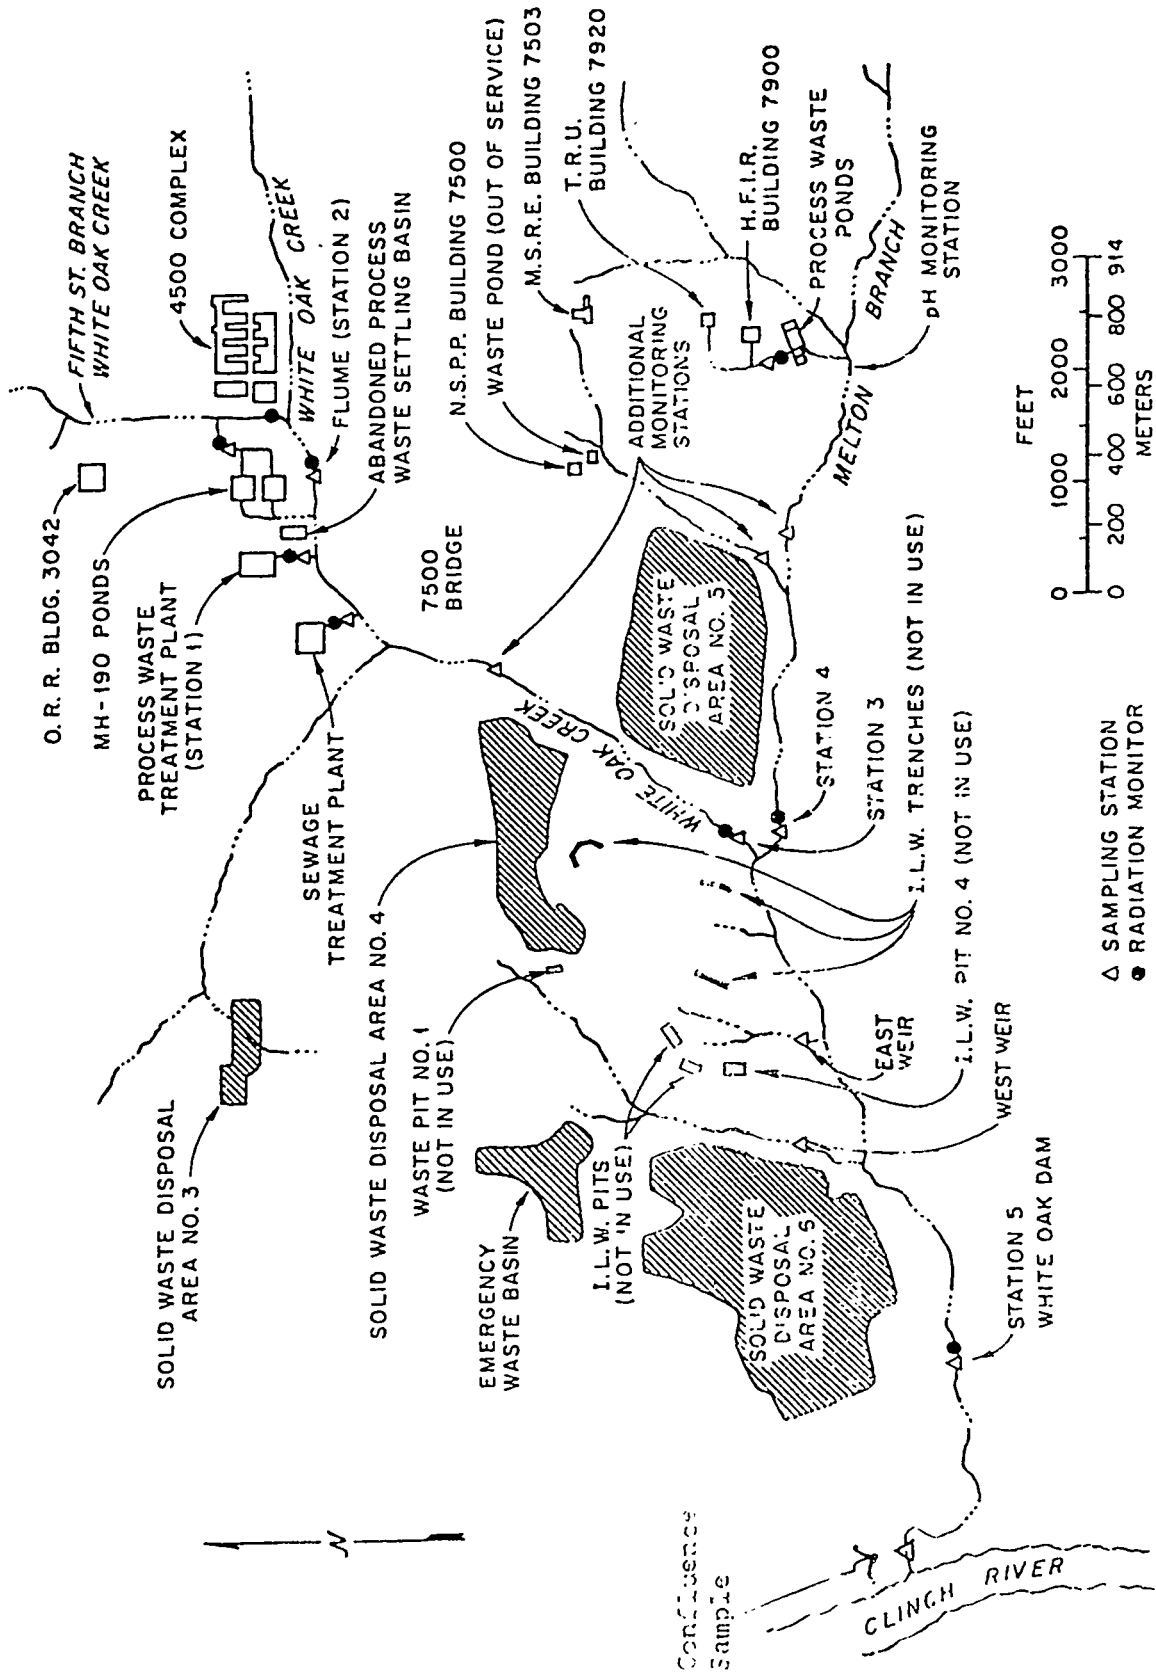 FIFTH ST. BRANCH
WHITE OAK CREEK
4500 COMPLEX
WHITE OAK CREEK
FLUME (STATION 2)
ABANDONED PROCESS
WASTE SETTLING BASIN
O. R. R. BLDG. 3042
MH-190 PONDS
PROCESS WASTE
TREATMENT PLANT
(STATION 1)
SEWAGE
TREATMENT PLANT
7500
BRIDGE
N.S.P.P. BUILDING 7500
WASTE POND (OUT OF SERVICE)
M.S.R.E. BUILDING 7503
T.R.U.
BUILDING 7920
H.F.I.R.
BUILDING 7900
PROCESS WASTE
PONDS
pH MONITORING
STATION
MELTON BRANCH
ADDITIONAL
MONITORING
STATIONS
SOLID WASTE
DISPOSAL
AREA NO. 5
WHITE OAK CREEK
STATION 4
STATION 3
I.L.W. TRENCHES (NOT IN USE)
I.L.W. PIT NO. 4 (NOT IN USE)
SOLID WASTE DISPOSAL
AREA NO. 3
SOLID WASTE DISPOSAL AREA NO. 4
WASTE PIT NO. 1
(NOT IN USE)
EMERGENCY
WASTE BASIN
I.L.W. PITS
(NOT IN USE)
SOLID WASTE
DISPOSAL
AREA NO. 6
EAST
WEIR
WEST WEIR
STATION 5
WHITE OAK DAM
N
Confluence
Sample
CLINCH RIVER
FEET
0 1000 2000 3000
0 200 400 600 800 914
METERS
△ SAMPLING STATION
● RADIATION MONITOR